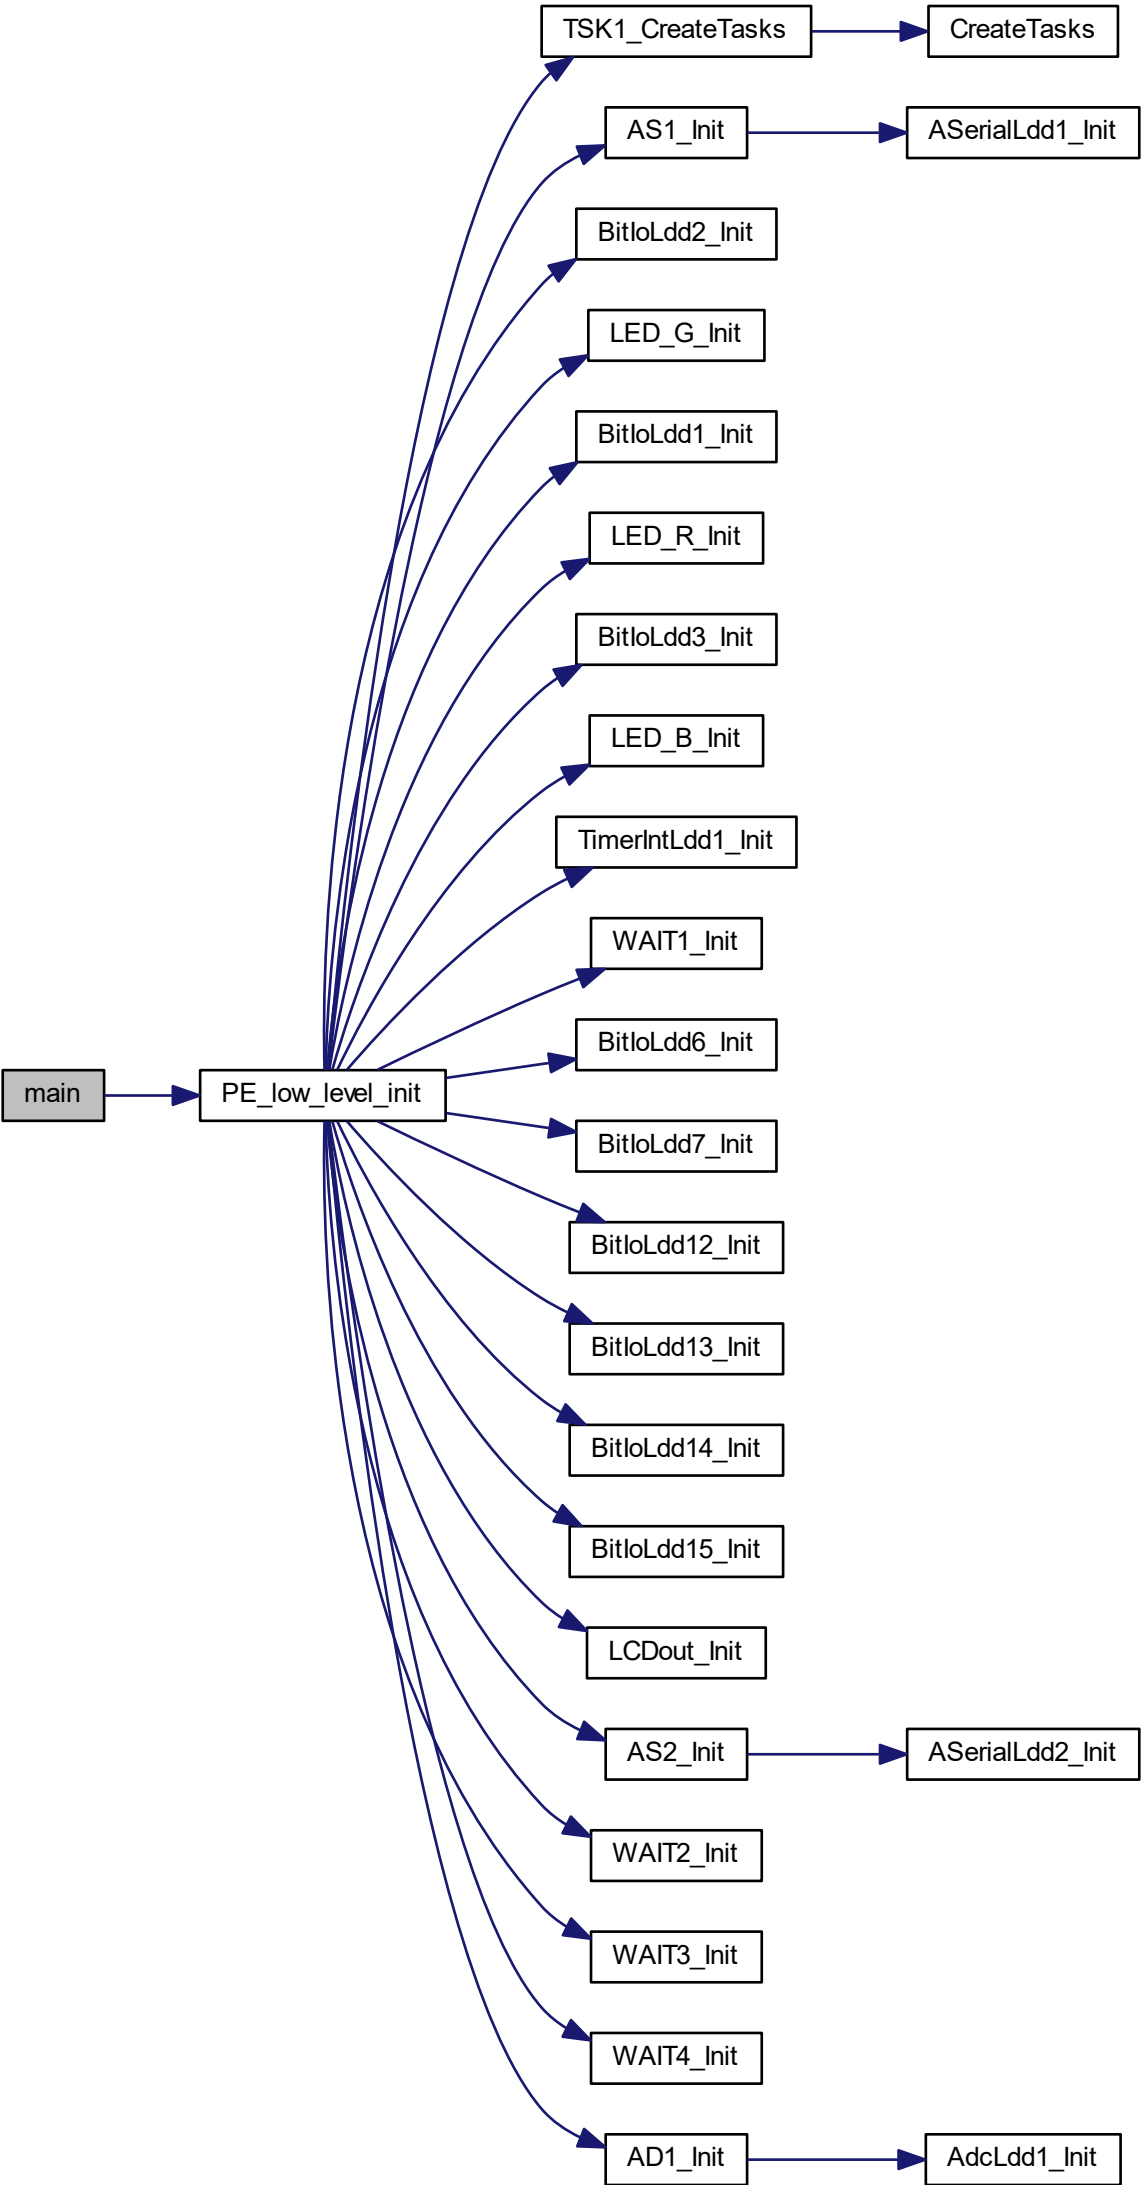 TSK1_CreateTasks
CreateTasks
AS1_Init
ASerialLdd1_Init
BitIoLdd2_Init
LED_G_Init
BitIoLdd1_Init
LED_R_Init
BitIoLdd3_Init
LED_B_Init
TimerIntLdd1_Init
WAIT1_Init
BitIoLdd6_Init
main
PE_low_level_init
BitIoLdd7_Init
BitIoLdd12_Init
BitIoLdd13_Init
BitIoLdd14_Init
BitIoLdd15_Init
LCDout_Init
AS2_Init
ASerialLdd2_Init
WAIT2_Init
WAIT3_Init
WAIT4_Init
AD1_Init
AdcLdd1_Init